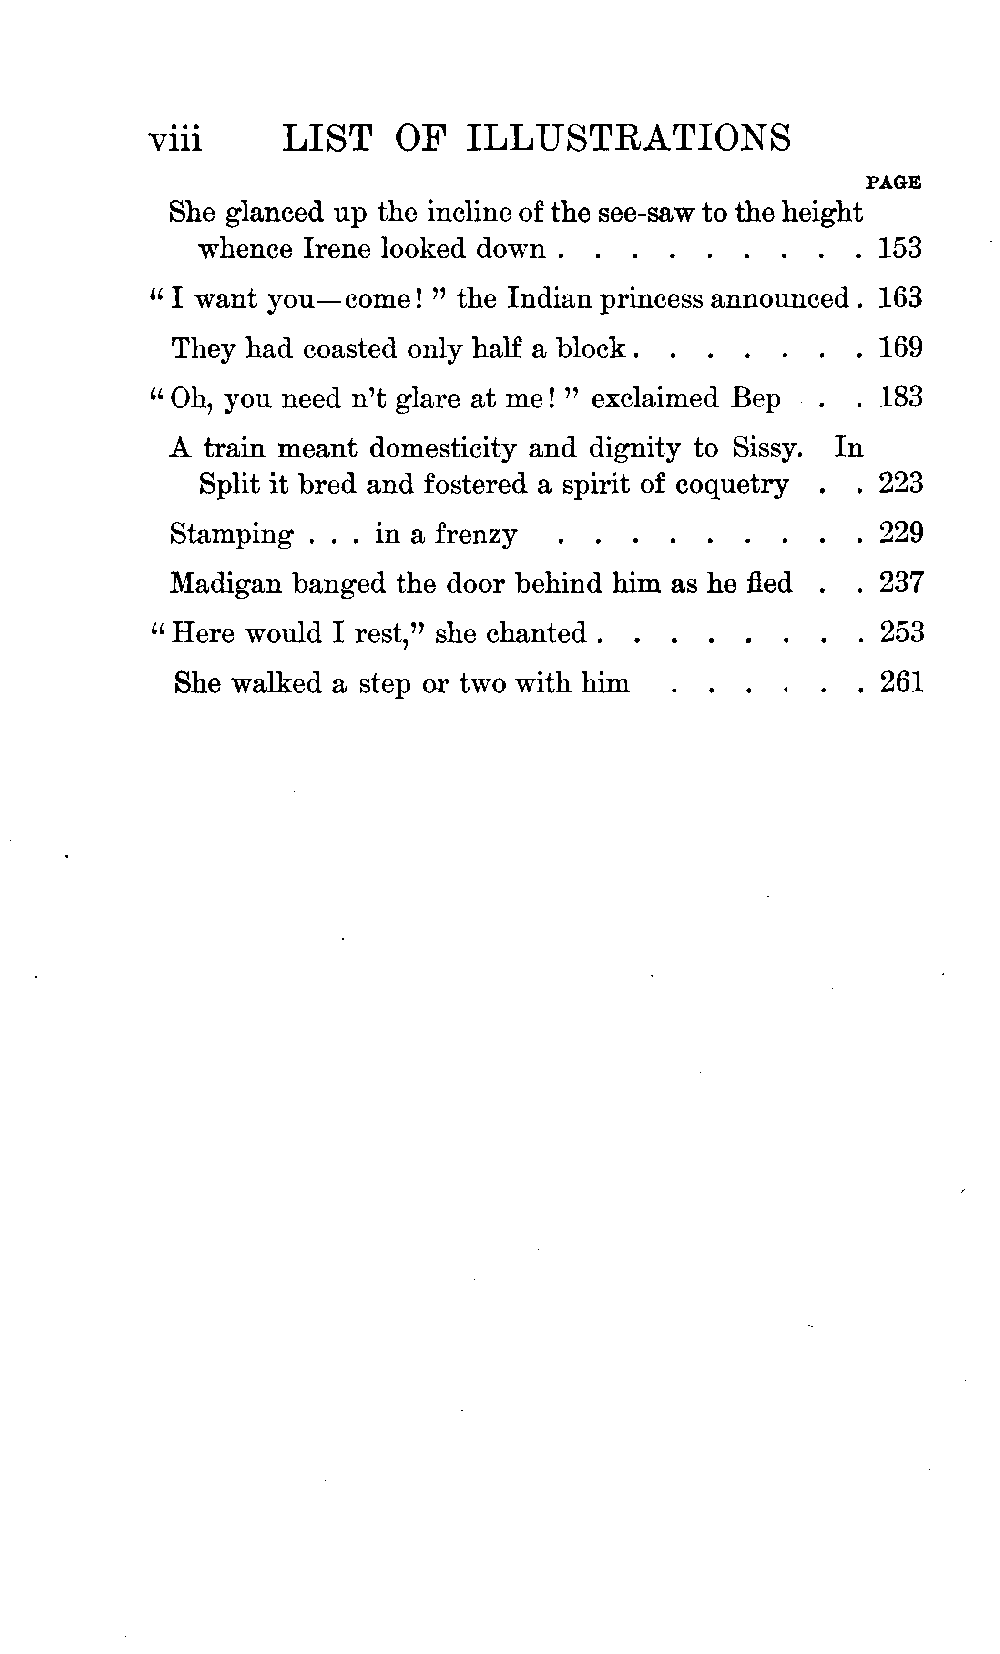 viii LIST OF ILLUSTRATIONS
PAGE
She glanced up the incline of the see-saw to the height
whence Irene looked down . . . . . . . . . 153
“I want you—come!” the Indian princess announced . 163
They had coasted only half a block . . . . . . . 169
“Oh, you need n't glare at me!” exclaimed Bep . . 183
A train meant domesticity and dignity to Sissy. In
Split it bred and fostered a spirit of coquetry . . 223
Stamping . . . in a frenzy . . . . . . . . . 229
Madigan banged the door behind him as he fled . . 237
“Here would I rest,” she chanted . . . . . . . . 253
She walked a step or two with him . . . . . . 261